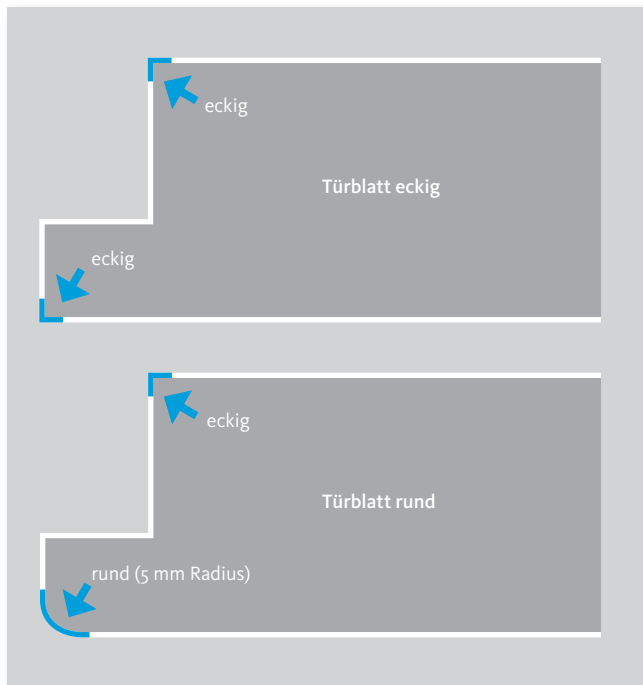 eckig
Türblatt eckig
eckig
eckig
Türblatt rund
rund (5 mm Radius)